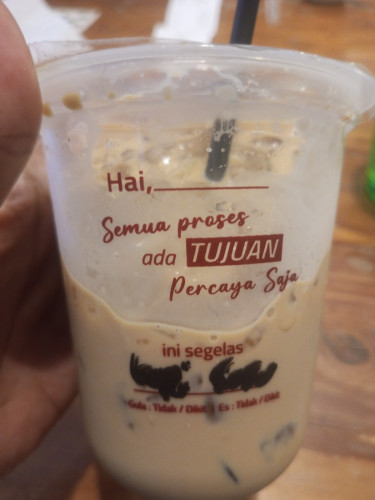 Hai,
Semua proses
ada TUJUAN
Percaya Saja
ini segelas
Gula : Tidak / Dikit | Es : Tidak / Dikit